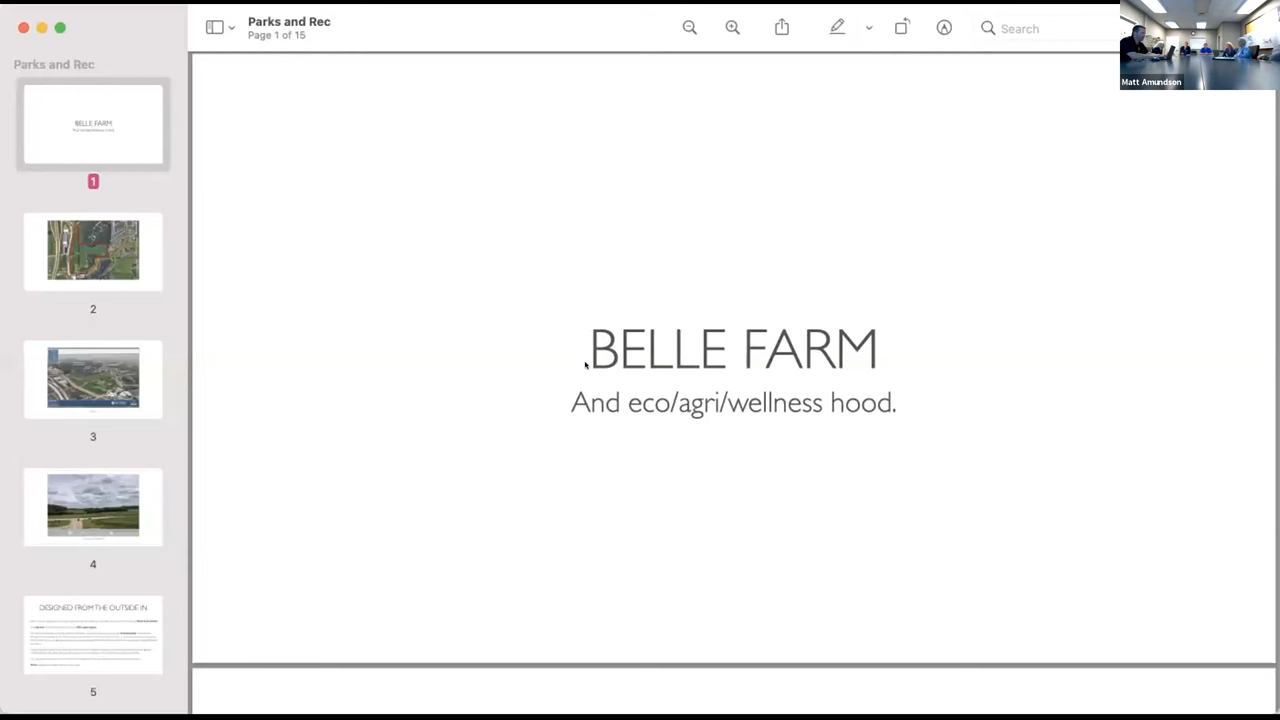 Parks and Rec
Page 1 of 15
Search
Matt Amundson
Parks and Rec
BELLE FARM
1
2
3
4
DESIGNED FROM THE OUTSIDE IN
5
BELLE FARM
And eco/agri/wellness hood.